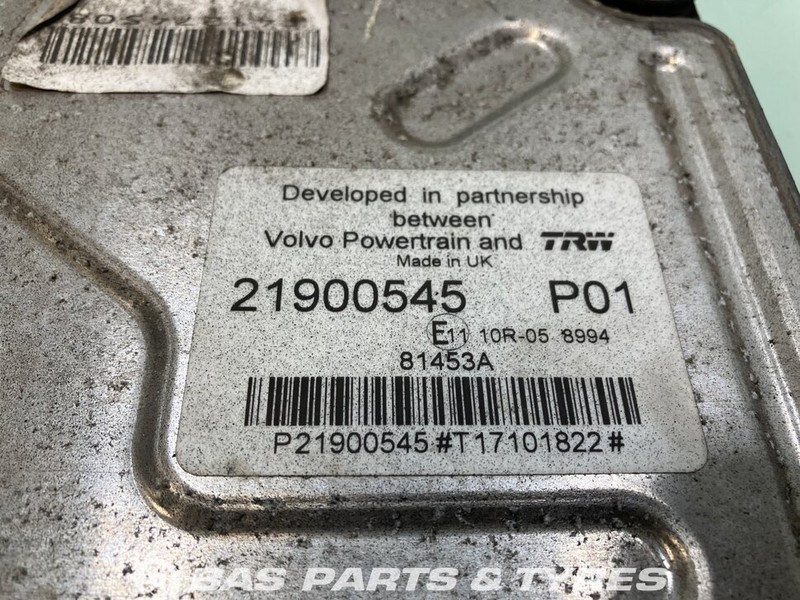 Developed in partnership
between
Volvo Powertrain and TRW
Made in UK
21900545 P01
E11 10R-05 8994
81453A
P21900545#T17101822#
BAS PARTS & TYRES